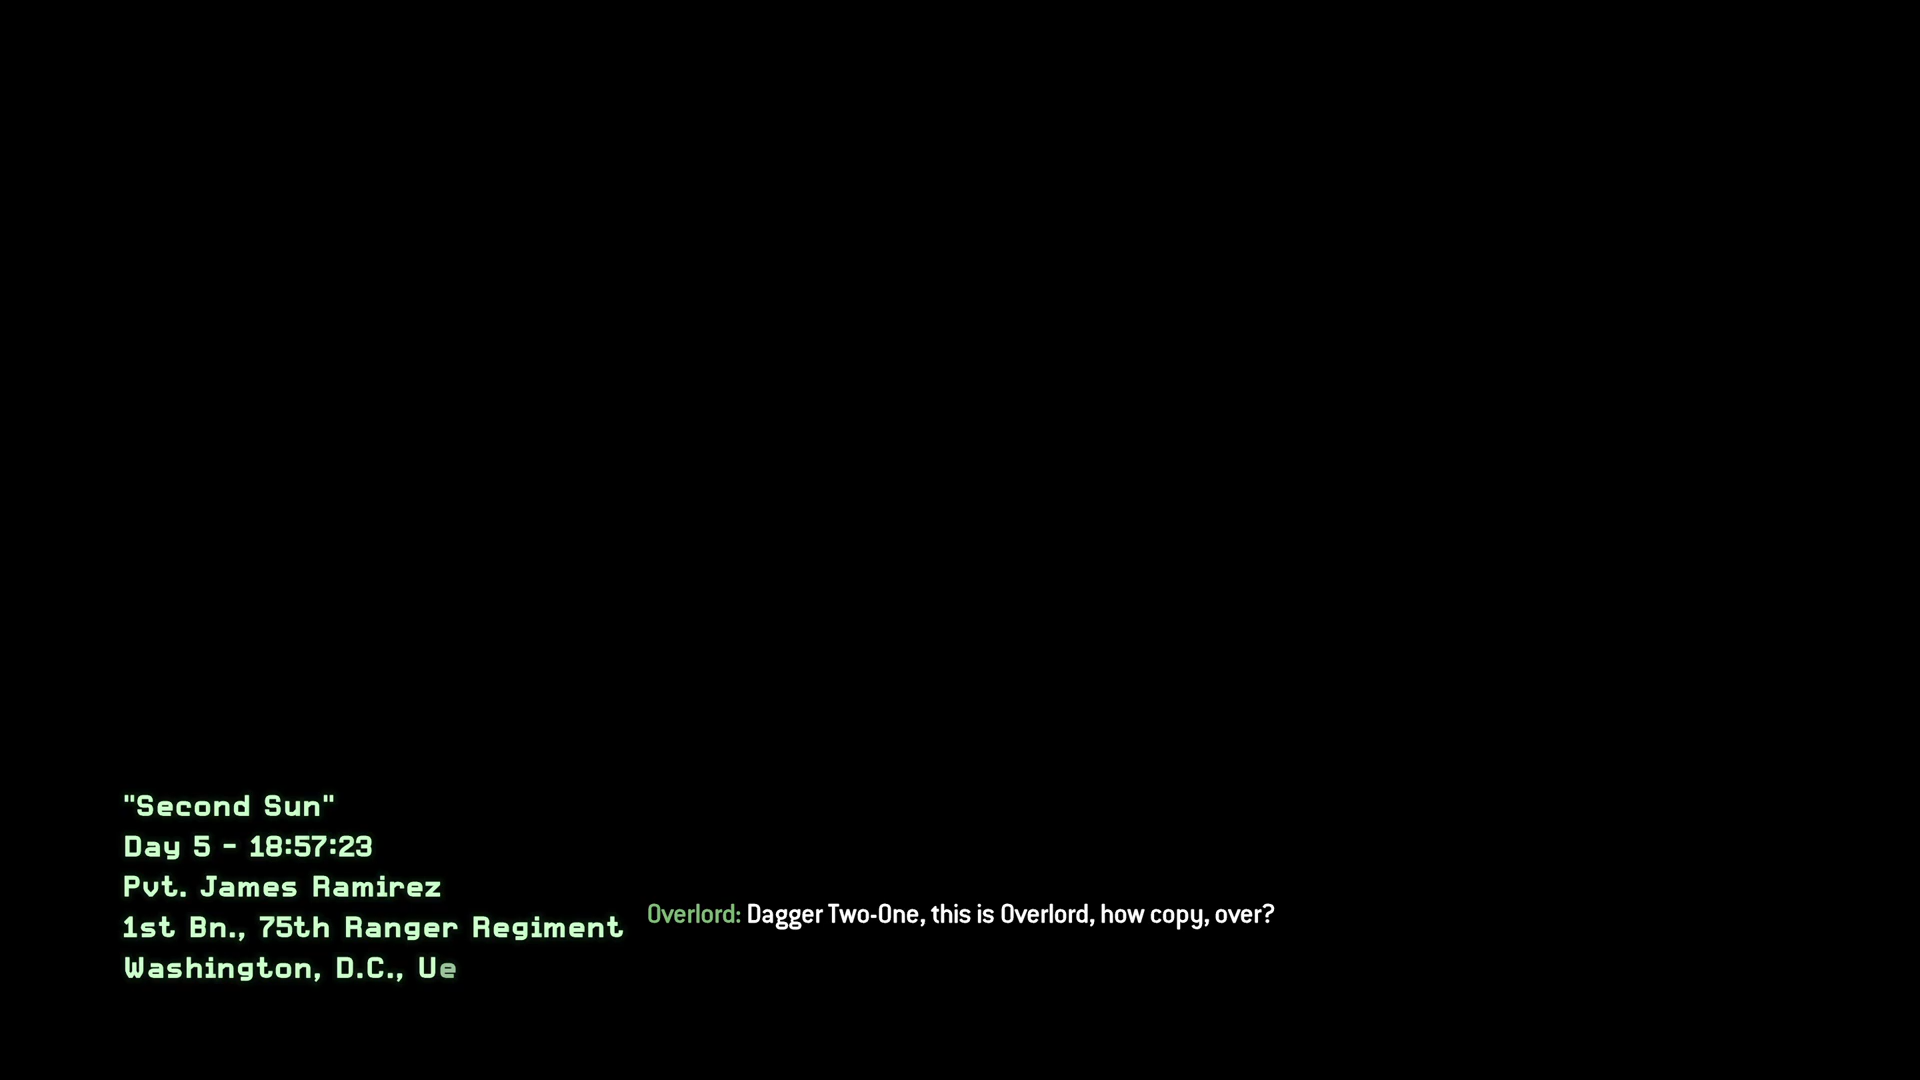 "Second Sun"
Day 5 - 18:57:23
Pvt. James Ramirez
1st Bn., 75th Ranger Regiment
Washington, D.C., Ue
Overlord: Dagger Two-One, this is Overlord, how copy, over?